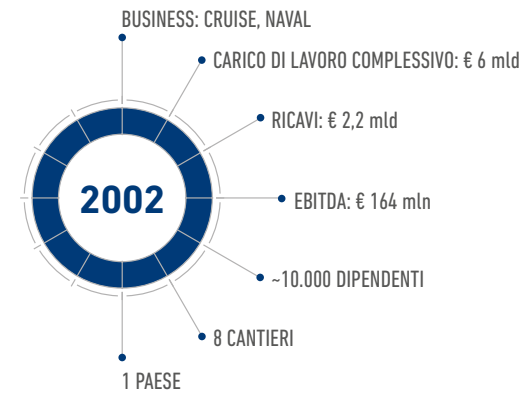 BUSINESS: CRUISE, NAVAL
CARICO DI LAVORO COMPLESSIVO: € 6 mld
RICAVI: € 2,2 mld
2002
EBITDA: € 164 mln
~10.000 DIPENDENTI
8 CANTIERI
1 PAESE